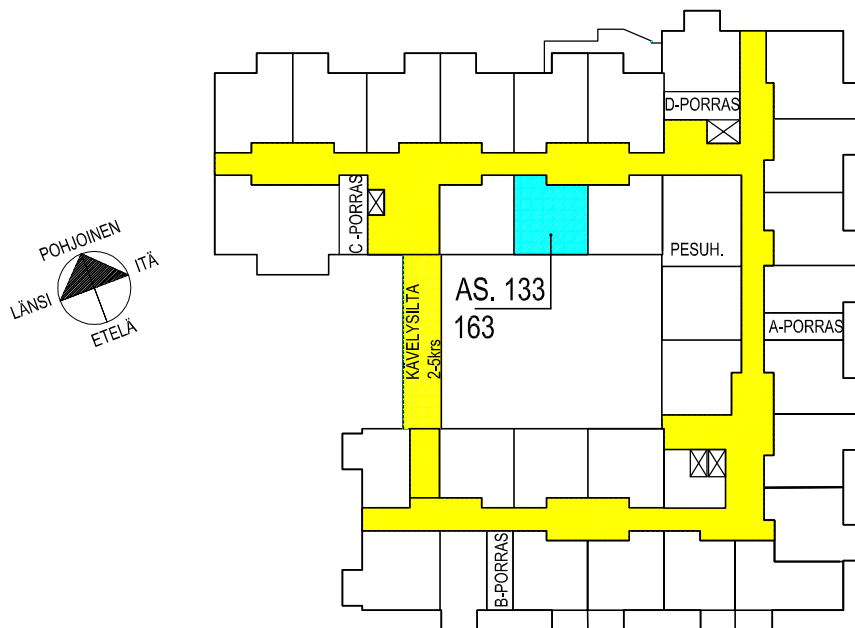 D-PORRAS
C-PORRAS
POHJOINEN
ITÄ
LÄNSI
ETELÄ
PESUH.
AS. 133
163
KÄVELYSILTA
2-5krs
A-PORRAS
B-PORRAS